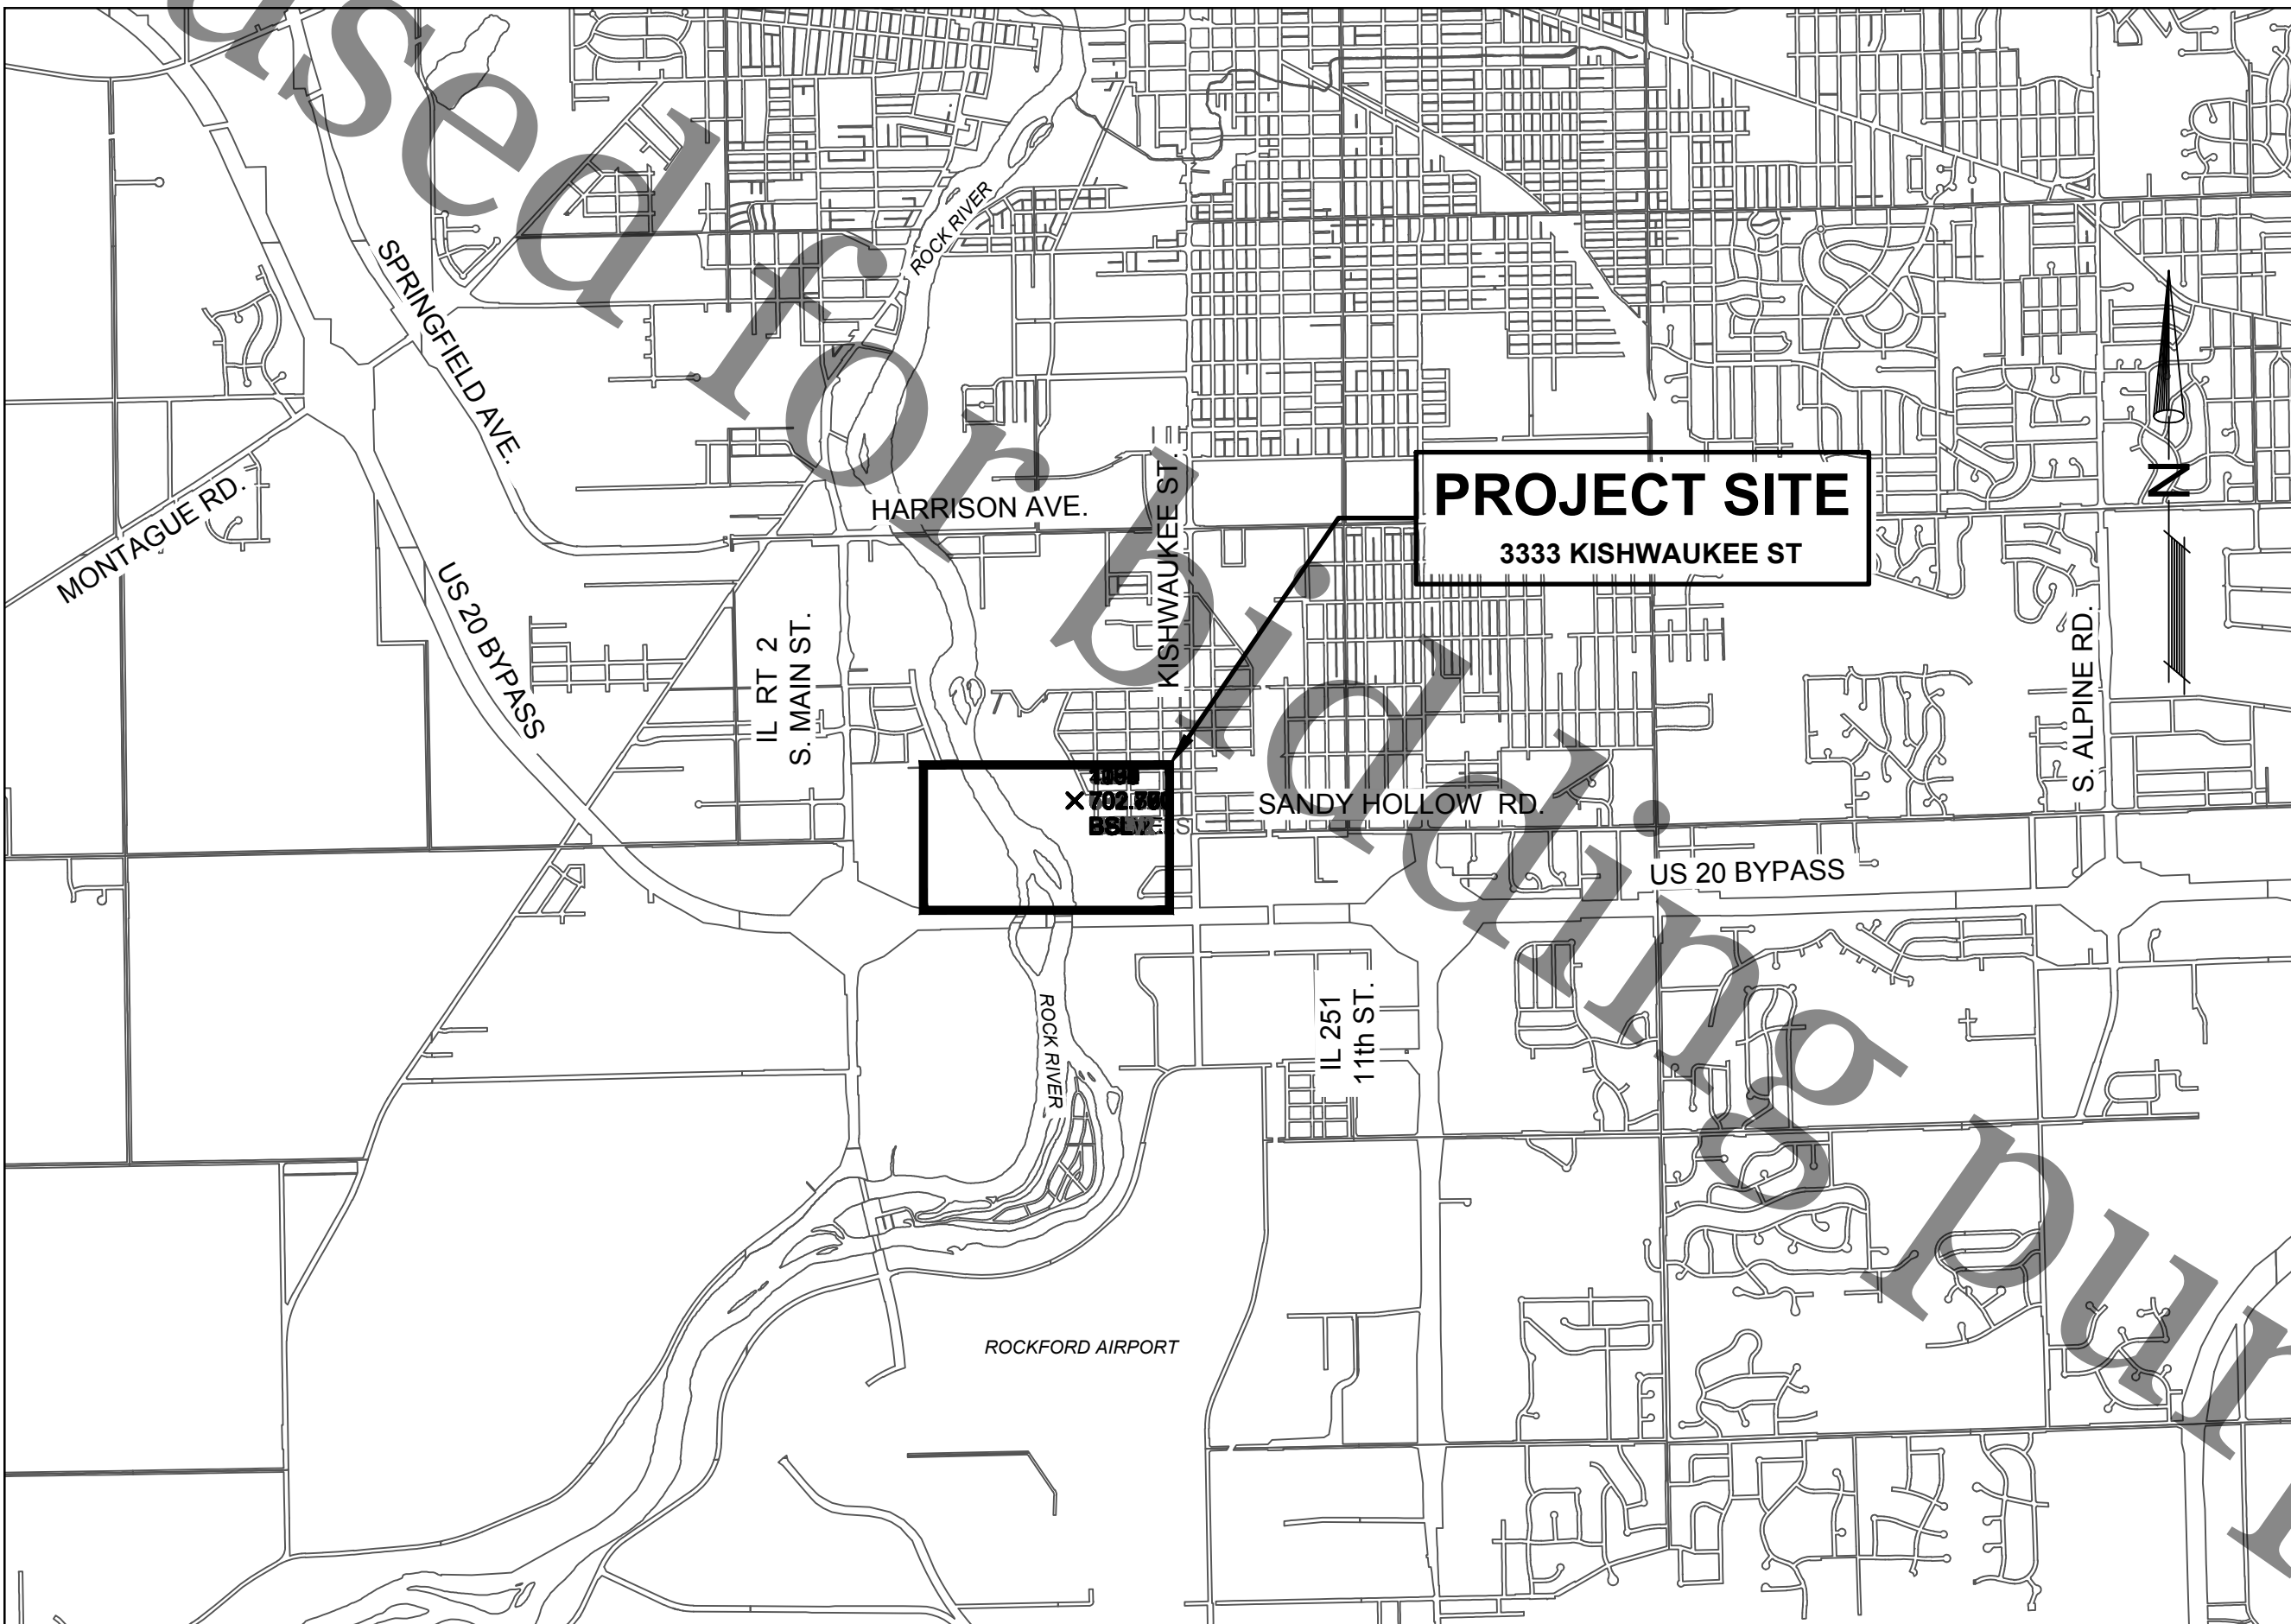 used for bidding pur
ROCK RIVER
SPRINGFIELD AVE.
MONTAGUE RD.
US 20 BYPASS
HARRISON AVE.
KISHWAUKEE ST.
PROJECT SITE
3333 KISHWAUKEE ST
N
IL RT 2
S. MAIN ST.
S. ALPINE RD.
SANDY HOLLOW RD.
US 20 BYPASS
IL 251
11th ST.
ROCK RIVER
ROCKFORD AIRPORT